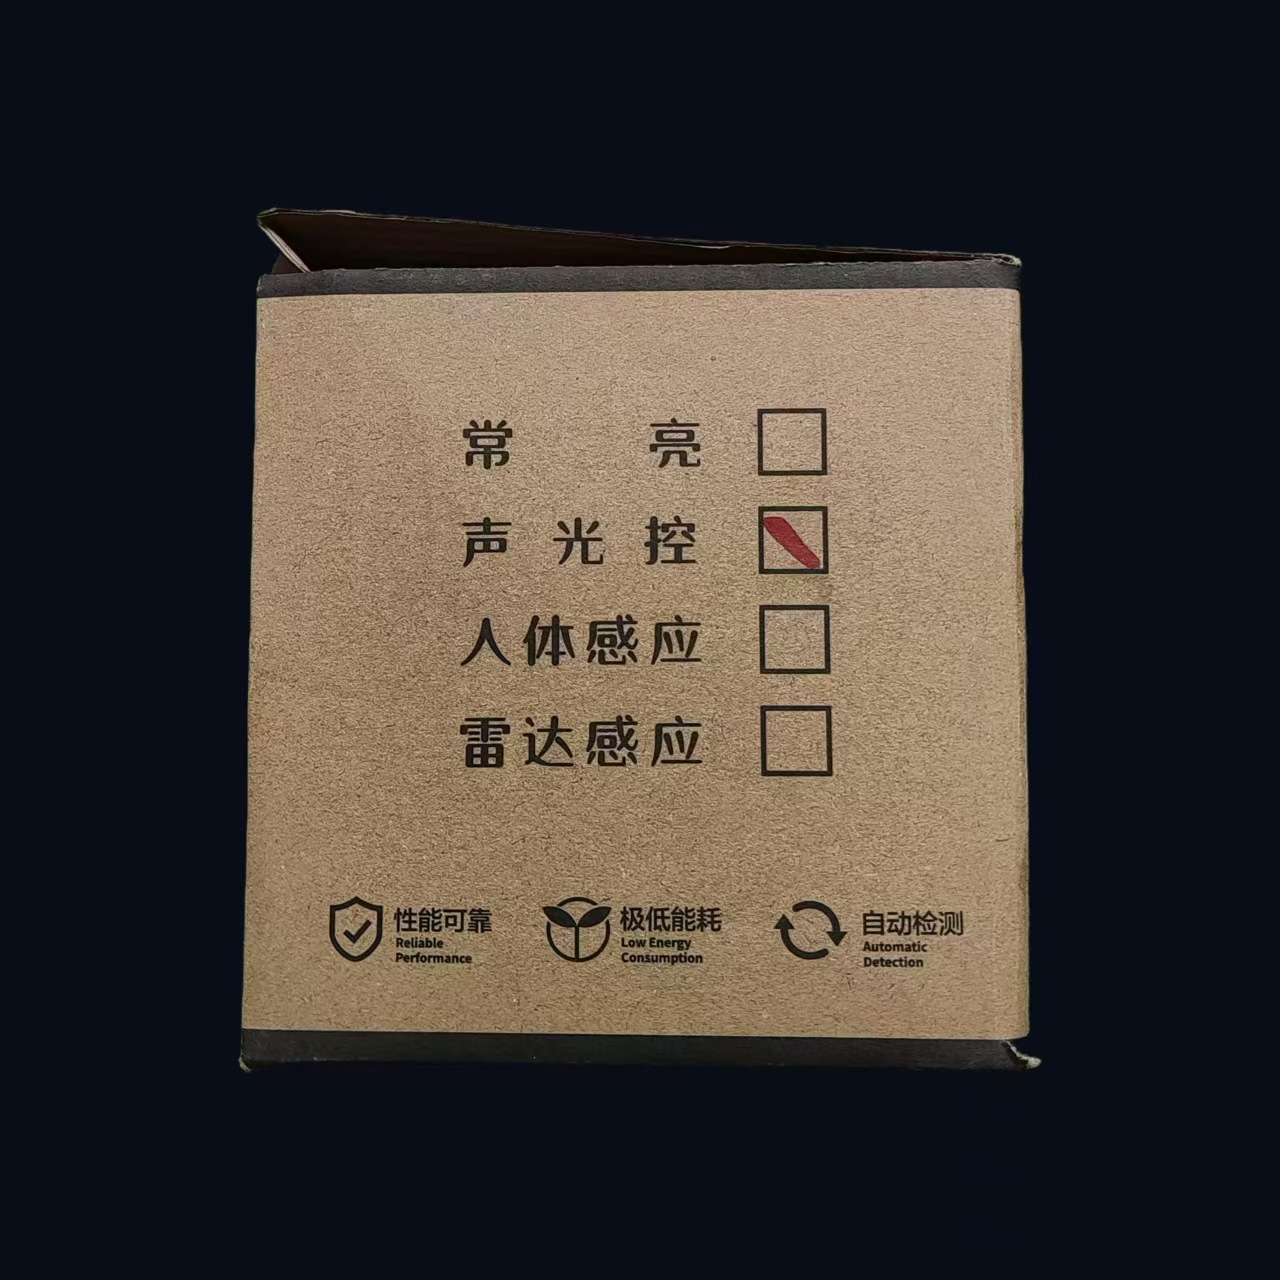 常亮
声光控
人体感应
雷达感应
性能可靠
Reliable
Performance
极低能耗
Low Energy
Consumption
自动检测
Automatic
Detection